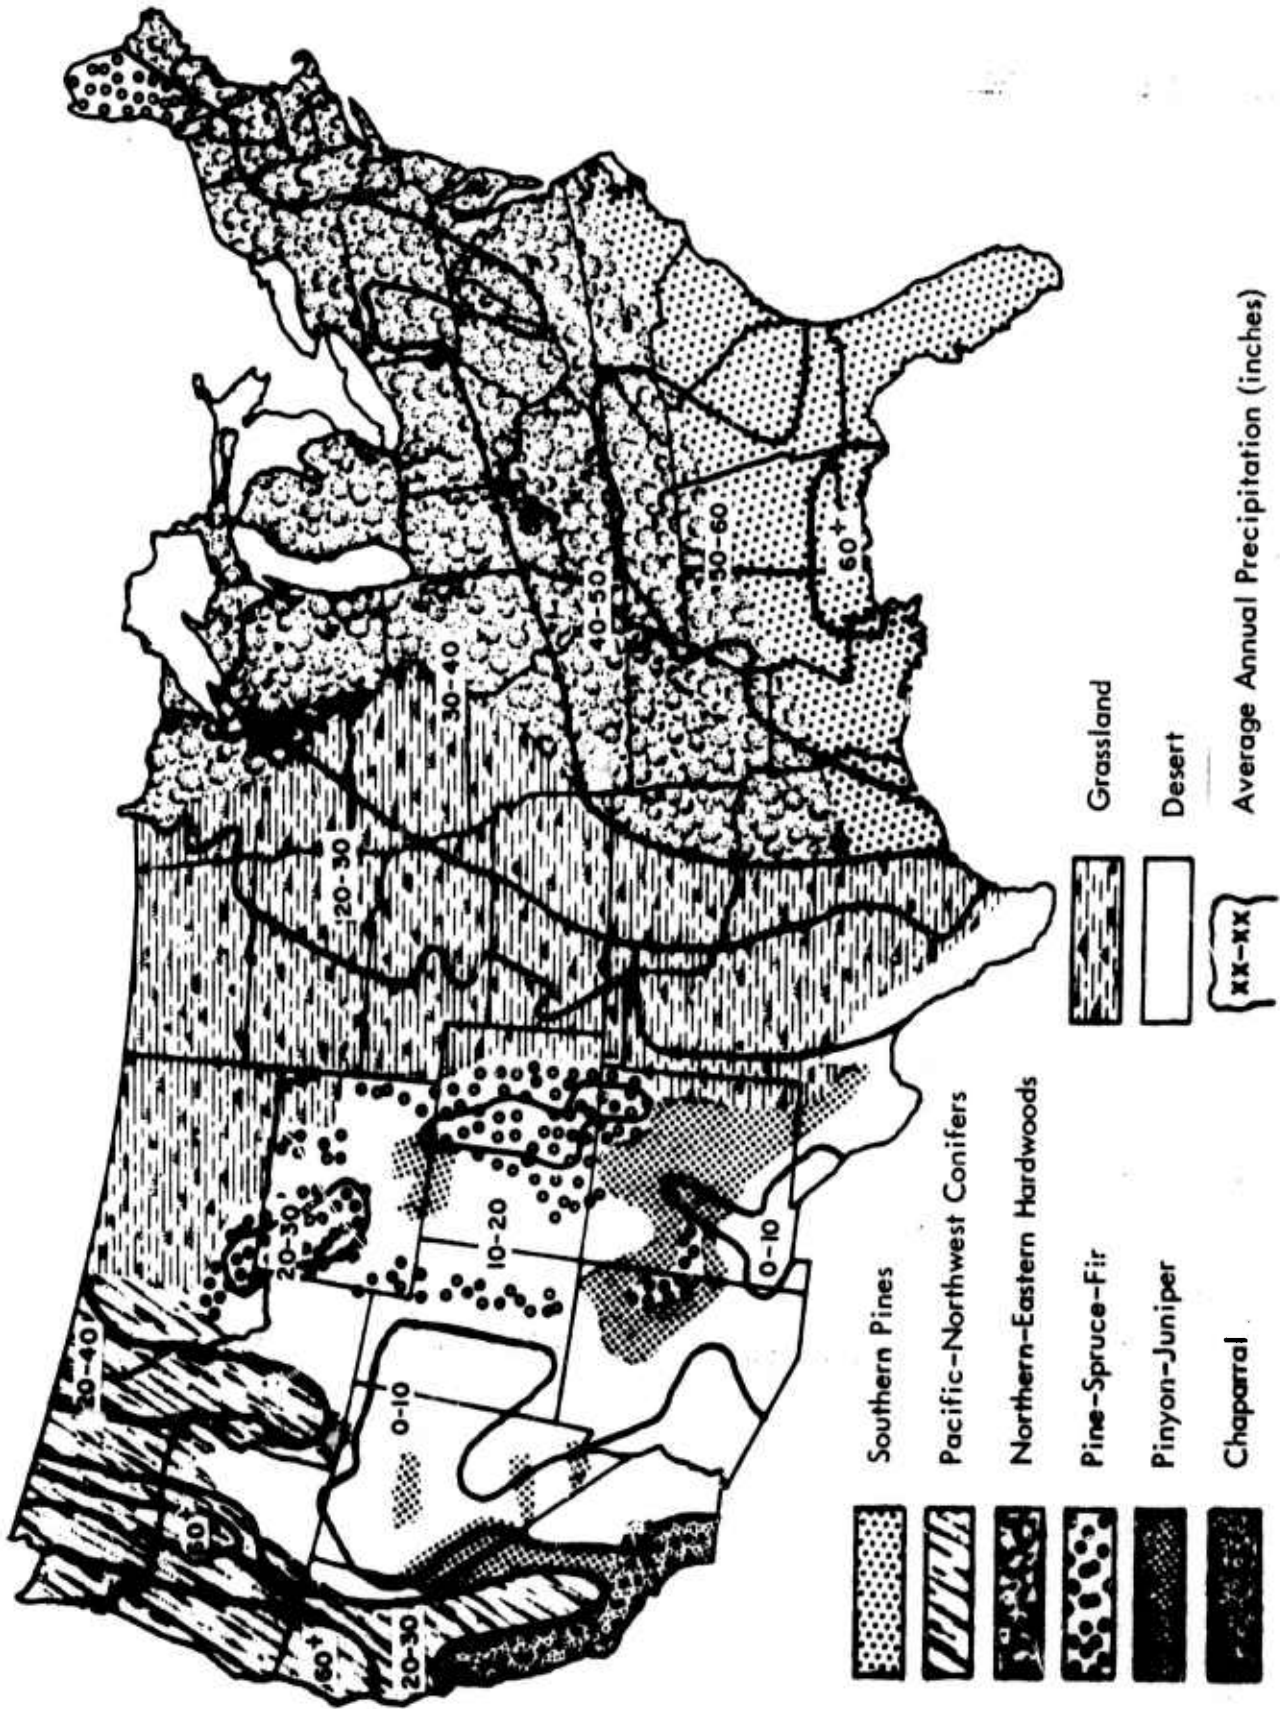 20-40
60+
60+
20-30
0-10
20-30
10-20
0-10
20-30
30-40
40-50
50-60
60+
Southern Pines
Pacific-Northwest Conifers
Northern-Eastern Hardwoods
Pine-Spruce-Fir
Pinyon-Juniper
Chaparral
Grassland
Desert
XX-XX
Average Annual Precipitation (inches)